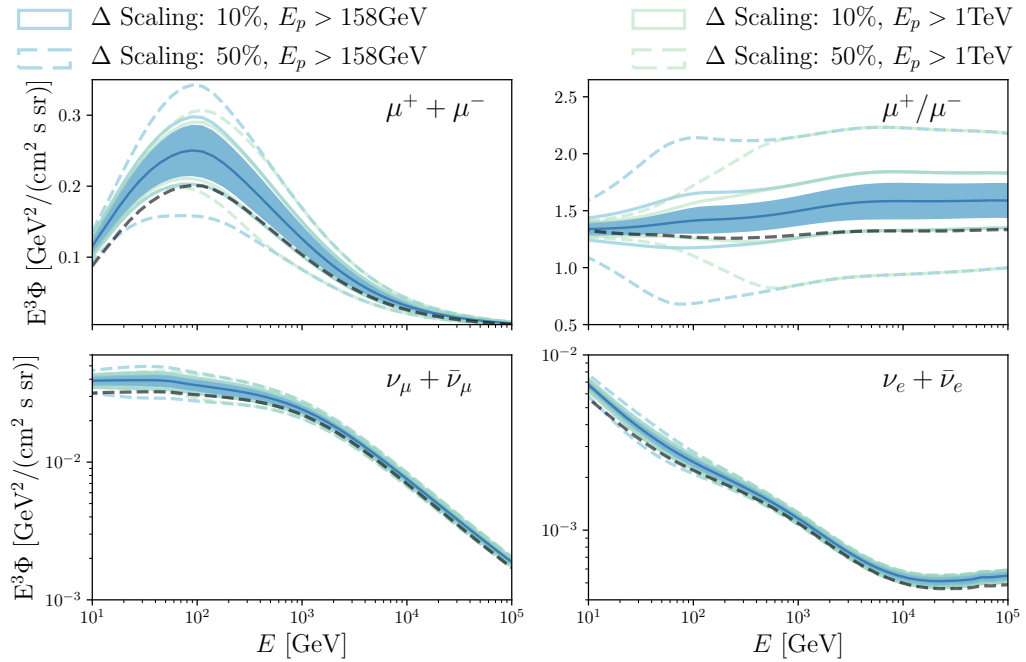 Δ Scaling: 10%, E_p > 158GeV
Δ Scaling: 50%, E_p > 158GeV
Δ Scaling: 10%, E_p > 1TeV
Δ Scaling: 50%, E_p > 1TeV
E³Φ [GeV²/(cm² s sr)]
0.3
0.2
0.1
μ⁺ + μ⁻
2.5
2.0
1.5
1.0
0.5
μ⁺/μ⁻
E³Φ [GeV²/(cm² s sr)]
10⁻²
10⁻³
ν_μ + ν̄_μ
10¹ 10² 10³ 10⁴ 10⁵
E [GeV]
10⁻²
10⁻³
ν_e + ν̄_e
10¹ 10² 10³ 10⁴ 10⁵
E [GeV]